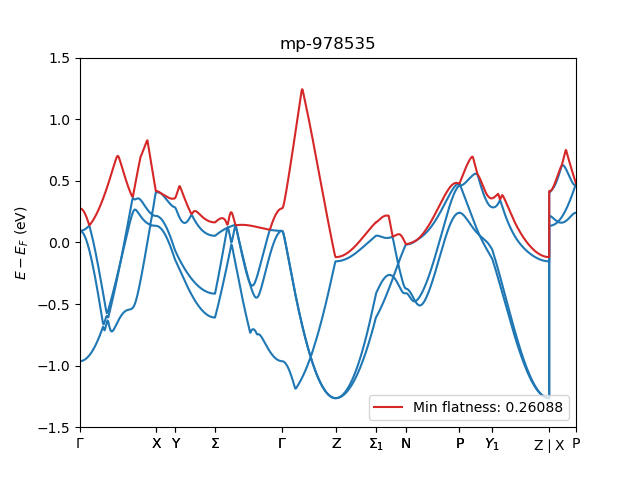 mp-978535
1.5
1.0
0.5
0.0
−0.5
−1.0
−1.5
E − E_F (eV)
Γ X Y Σ Γ Z Σ₁ N P Y₁ Z | X P
Min flatness: 0.26088